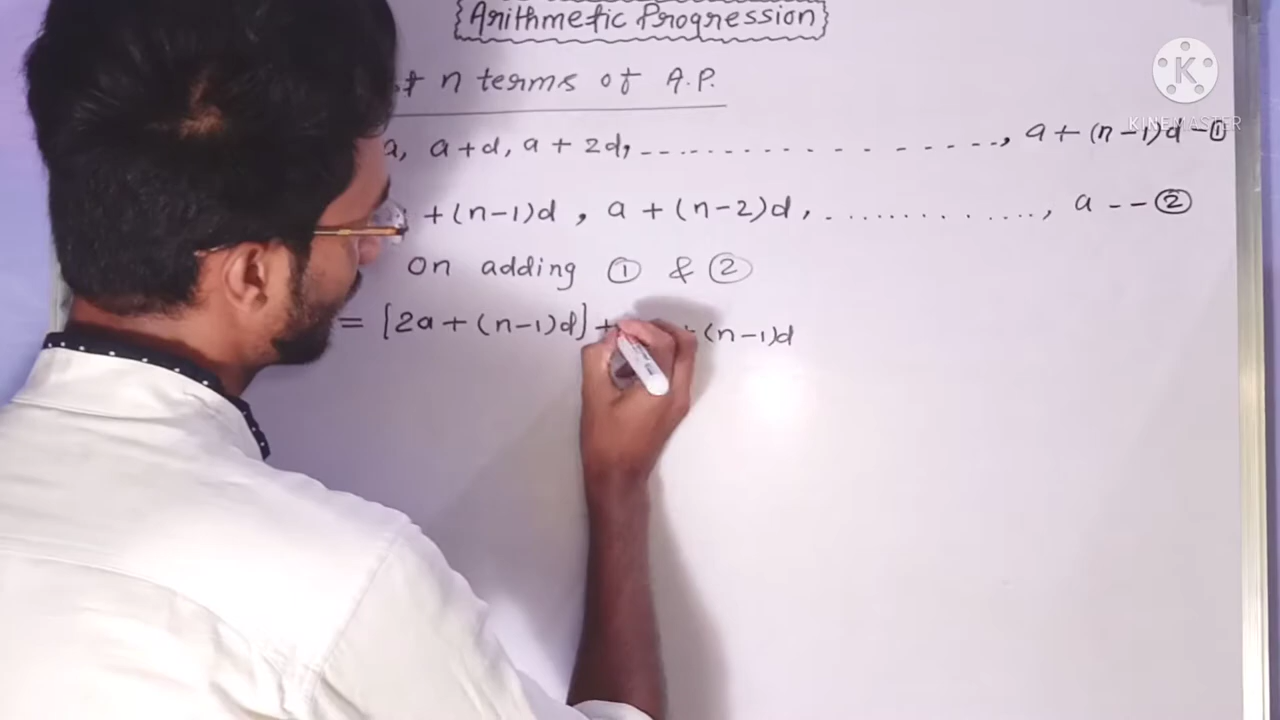 {Arithmetic Progression}
n terms of A.P.
K
KINEMASTER
a, a+d, a+2d, ..............., a+(n-1)d-①
+(n-1)d, a+(n-2)d, ..............., a --②
On adding ① & ②
= [2a+(n-1)d]+ +(n-1)d